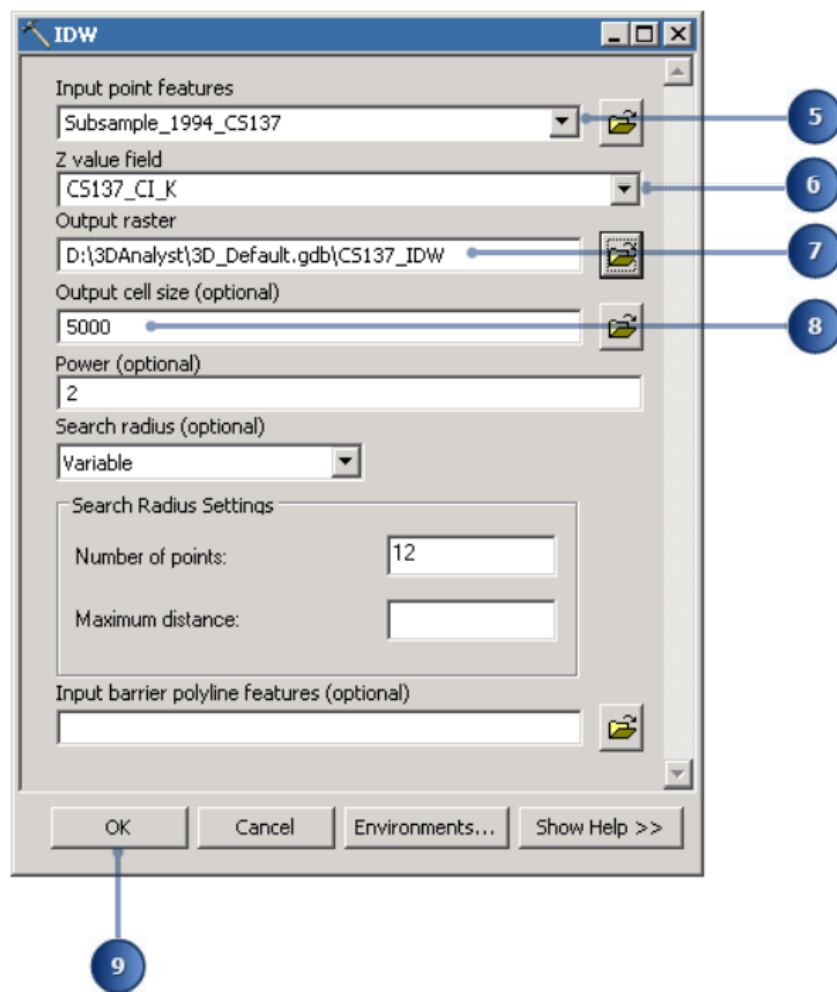 IDW
Input point features
Subsample_1994_CS137
5
Z value field
CS137_CI_K
6
Output raster
D:\3DAnalyst\3D_Default.gdb\CS137_IDW
7
Output cell size (optional)
5000
8
Power (optional)
2
Search radius (optional)
Variable
Search Radius Settings
Number of points:
12
Maximum distance:
Input barrier polyline features (optional)
OK
Cancel
Environments...
Show Help >>
9